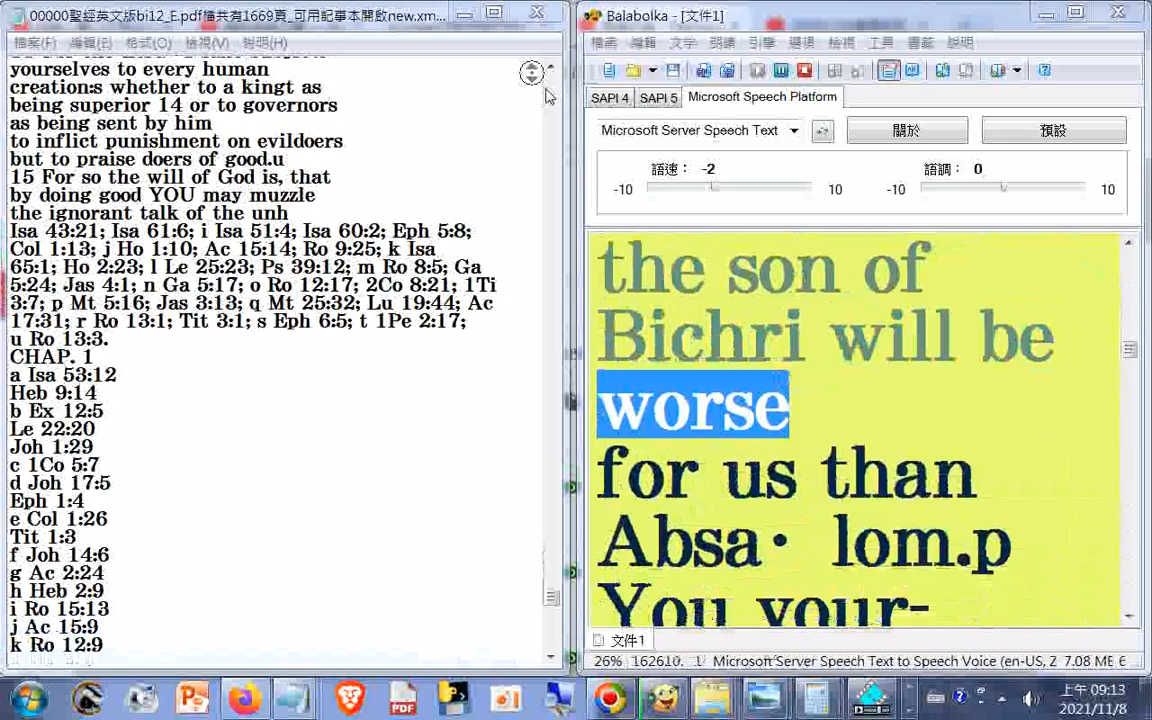 00000聖經英文版bi12_E.pdf檔共有1669頁_可用記事本開啟new.xm...
檔案(F) 編輯(E) 格式(O) 檢視(V) 說明(H)
yourselves to every human
creation:s whether to a kingt as
being superior 14 or to governors
as being sent by him
to inflict punishment on evildoers
but to praise doers of good.u
15 For so the will of God is, that
by doing good YOU may muzzle
the ignorant talk of the unh
Isa 43:21; Isa 61:6; i Isa 51:4; Isa 60:2; Eph 5:8;
Col 1:13; j Ho 1:10; Ac 15:14; Ro 9:25; k Isa
65:1; Ho 2:23; l Le 25:23; Ps 39:12; m Ro 8:5; Ga
5:24; Jas 4:1; n Ga 5:17; o Ro 12:17; 2Co 8:21; 1Ti
3:7; p Mt 5:16; Jas 3:13; q Mt 25:32; Lu 19:44; Ac
17:31; r Ro 13:1; Tit 3:1; s Eph 6:5; t 1Pe 2:17;
u Ro 13:3.
CHAP. 1
a Isa 53:12
Heb 9:14
b Ex 12:5
Le 22:20
Joh 1:29
c 1Co 5:7
d Joh 17:5
Eph 1:4
e Col 1:26
Tit 1:3
f Joh 14:6
g Ac 2:24
h Heb 2:9
i Ro 15:13
j Ac 15:9
k Ro 12:9
Balabolka - [文件1]
檔案 編輯 文字 朗讀 引擎 選項 檢視 工具 書籤 說明
SAPI 4 SAPI 5 Microsoft Speech Platform
Microsoft Server Speech Text 關於 預設
語速： -2 語調： 0
-10 10 -10 10
the son of
Bichri will be
worse
for us than
Absa· lom.p
You your-
文件1
26% 162610. Microsoft Server Speech Text to Speech Voice (en-US, Z 7.08 MB 6
上午 09:13
2021/11/8